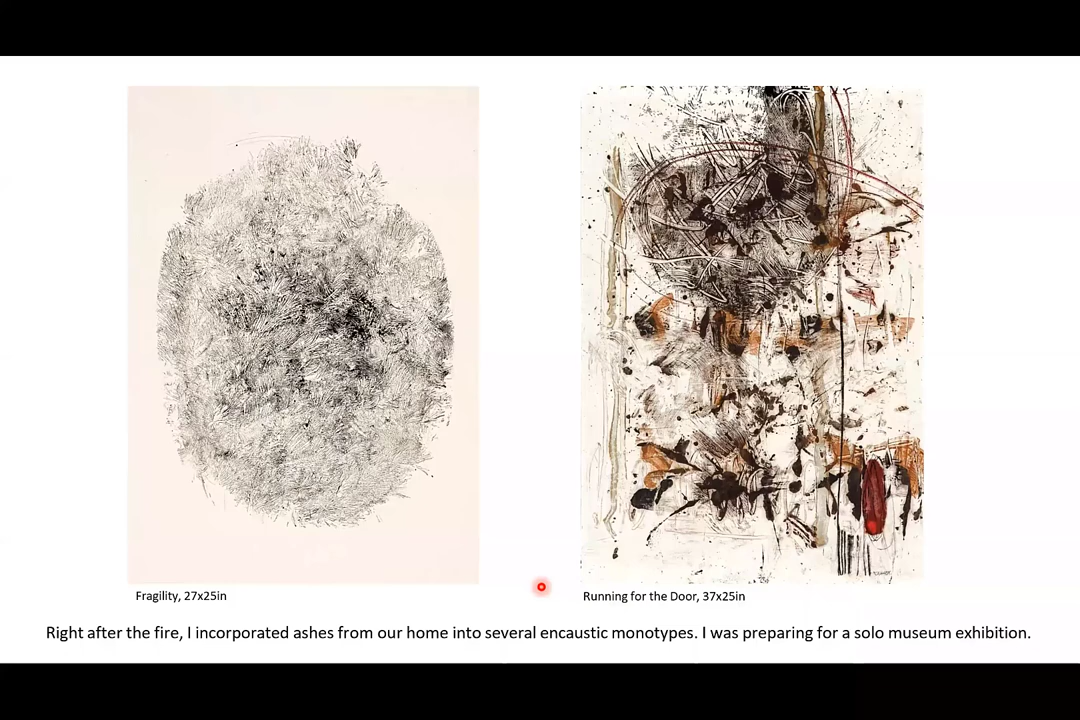 Fragility, 27x25in
Running for the Door, 37x25in
Right after the fire, I incorporated ashes from our home into several encaustic monotypes. I was preparing for a solo museum exhibition.